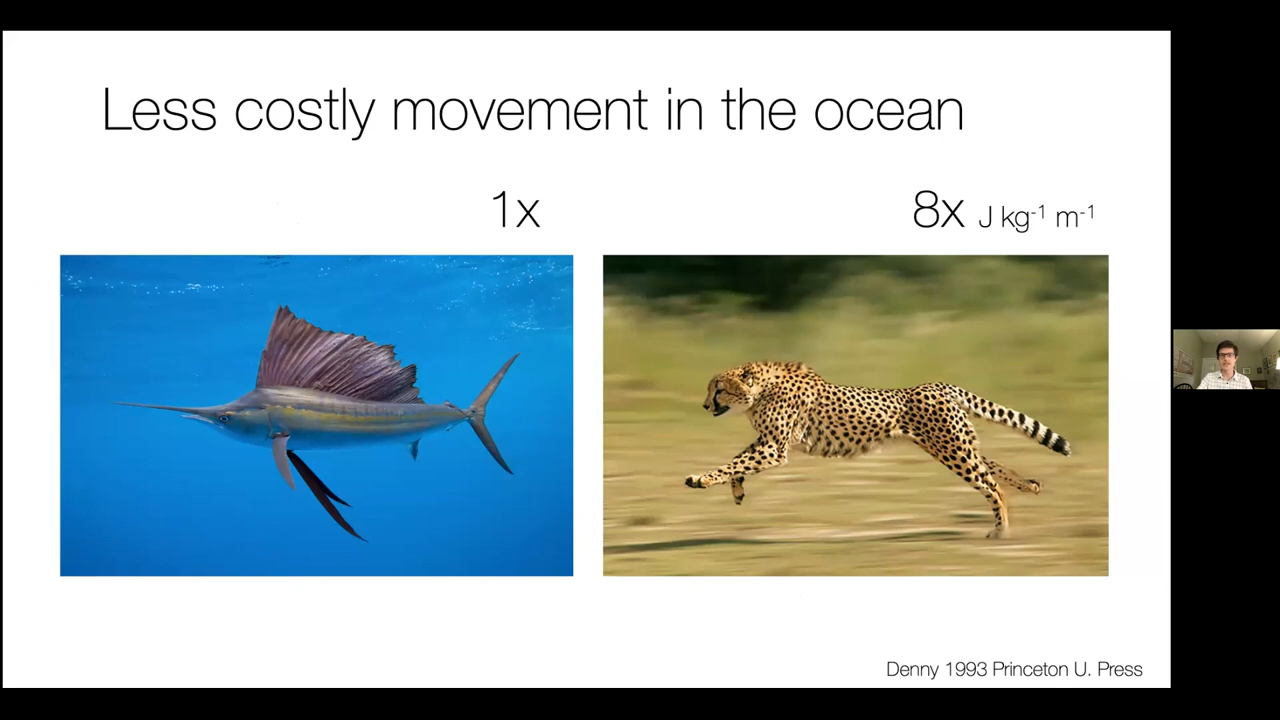 Less costly movement in the ocean
1x
8x J kg⁻¹ m⁻¹
Denny 1993 Princeton U. Press